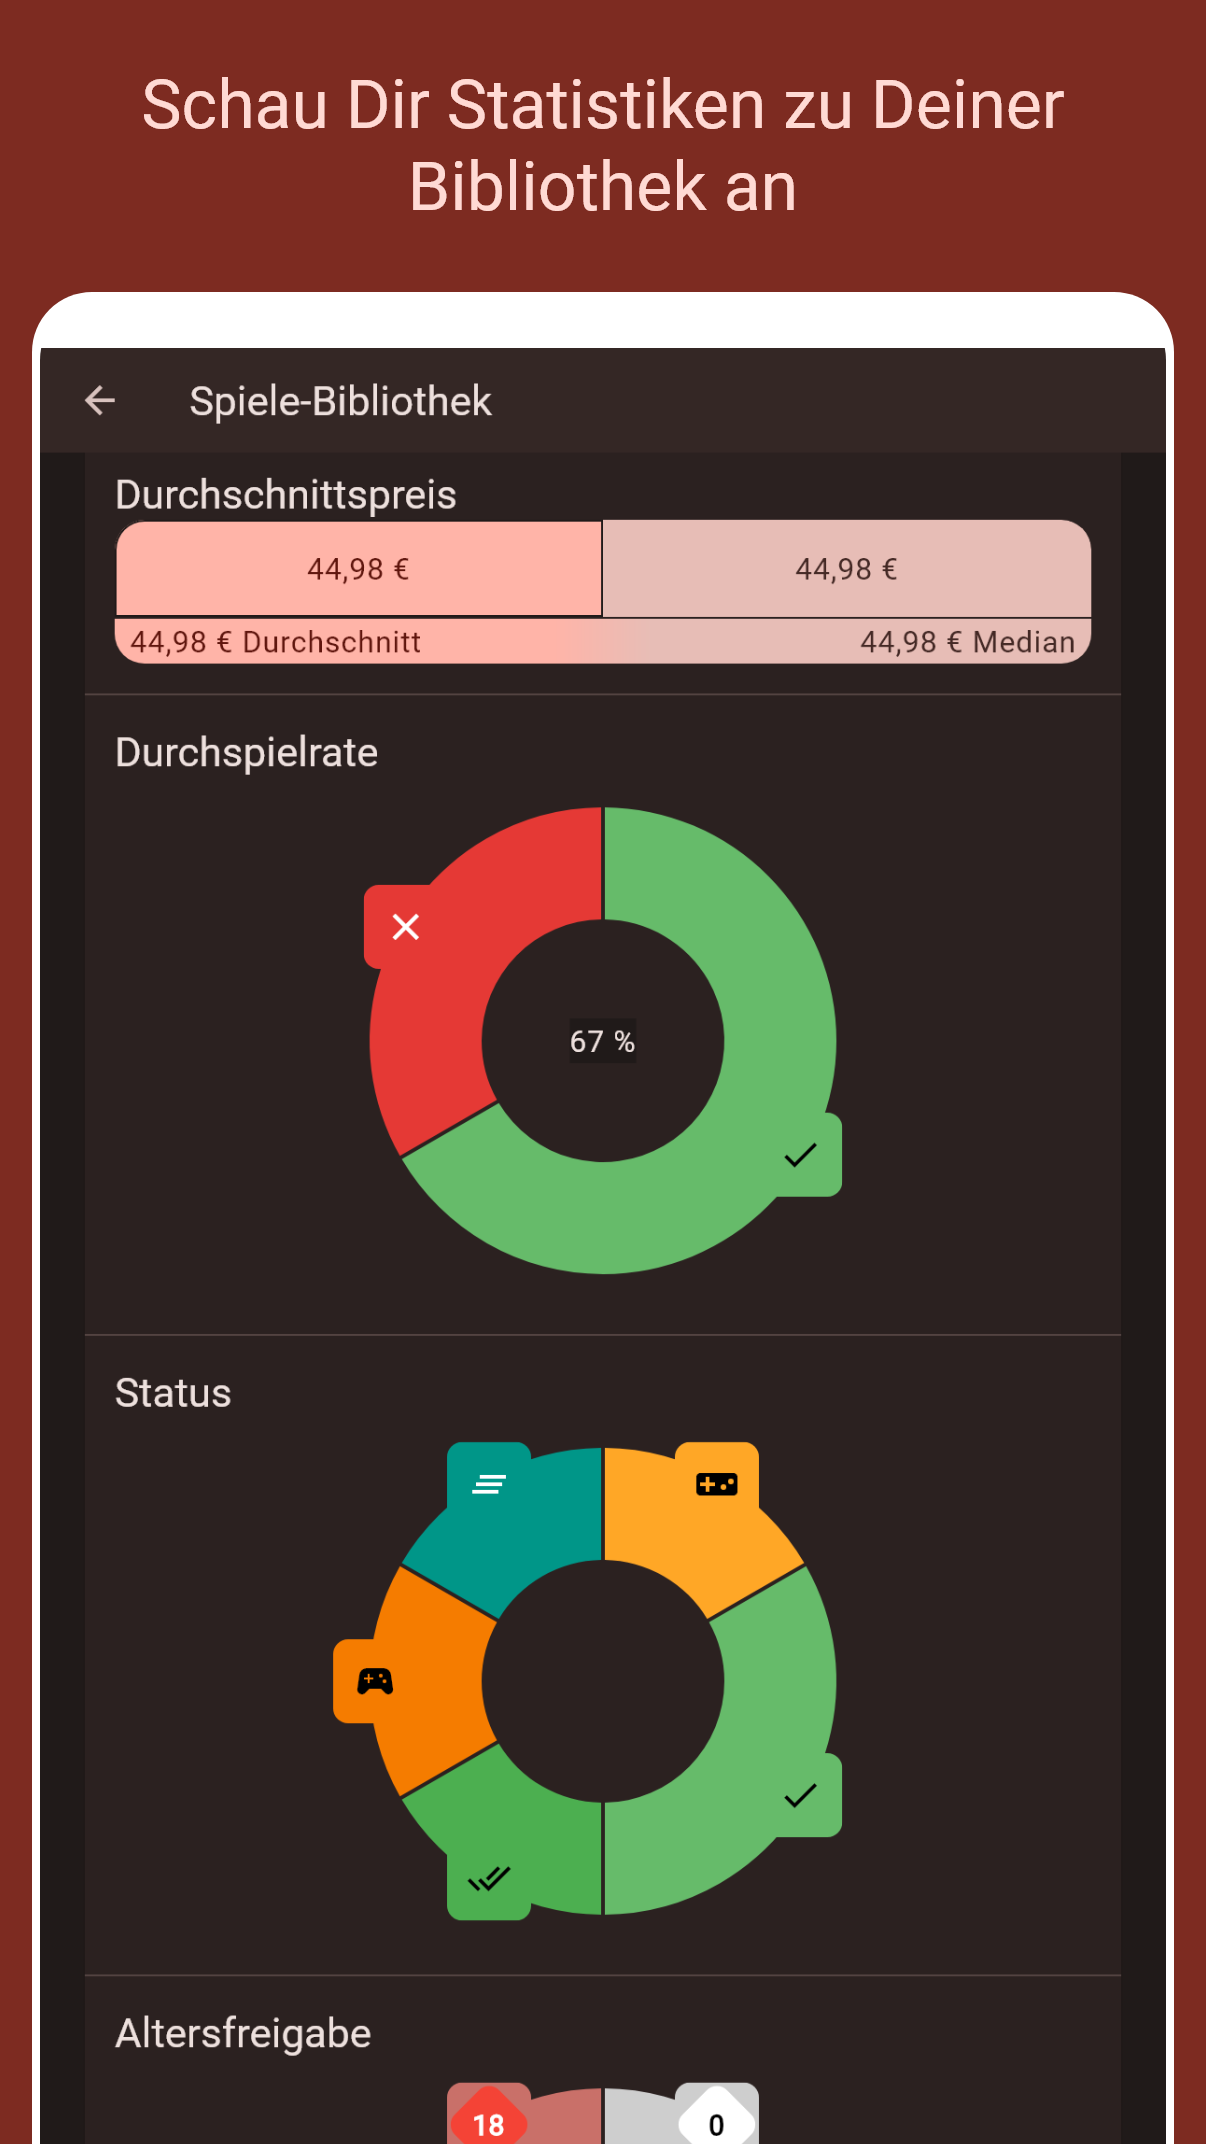 Schau Dir Statistiken zu Deiner
Bibliothek an
Spiele-Bibliothek
Durchschnittspreis
44,98 €
44,98 €
44,98 € Durchschnitt
44,98 € Median
Durchspielrate
67 %
Status
Altersfreigabe
18
0